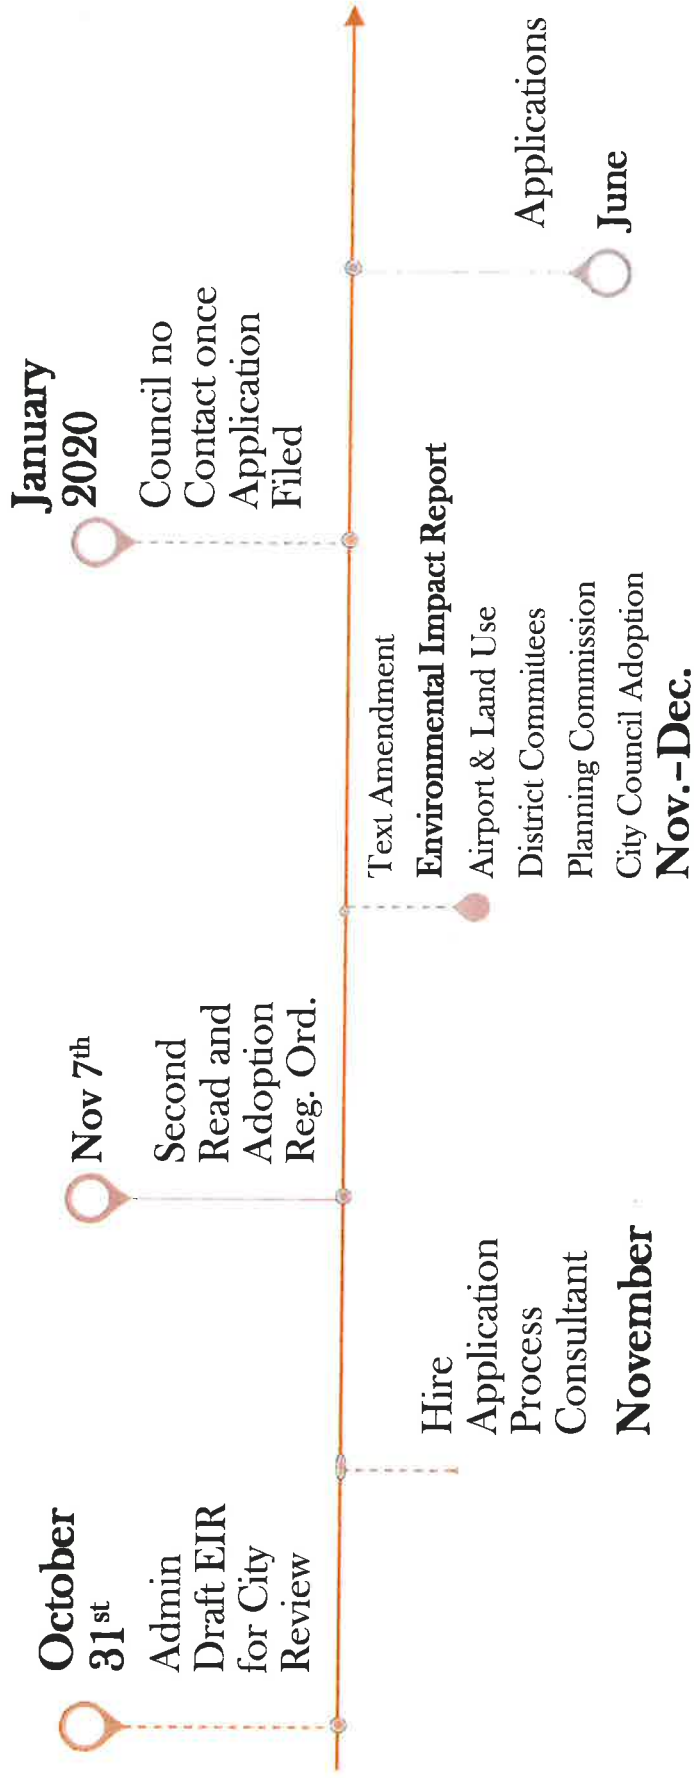 October
31st
Admin
Draft EIR
for City
Review
Hire
Application
Process
Consultant
November
Nov 7th
Second
Read and
Adoption
Reg. Ord.
Text Amendment
Environmental Impact Report
Airport & Land Use
District Committees
Planning Commission
City Council Adoption
Nov.–Dec.
January
2020
Council no
Contact once
Application
Filed
Applications
June